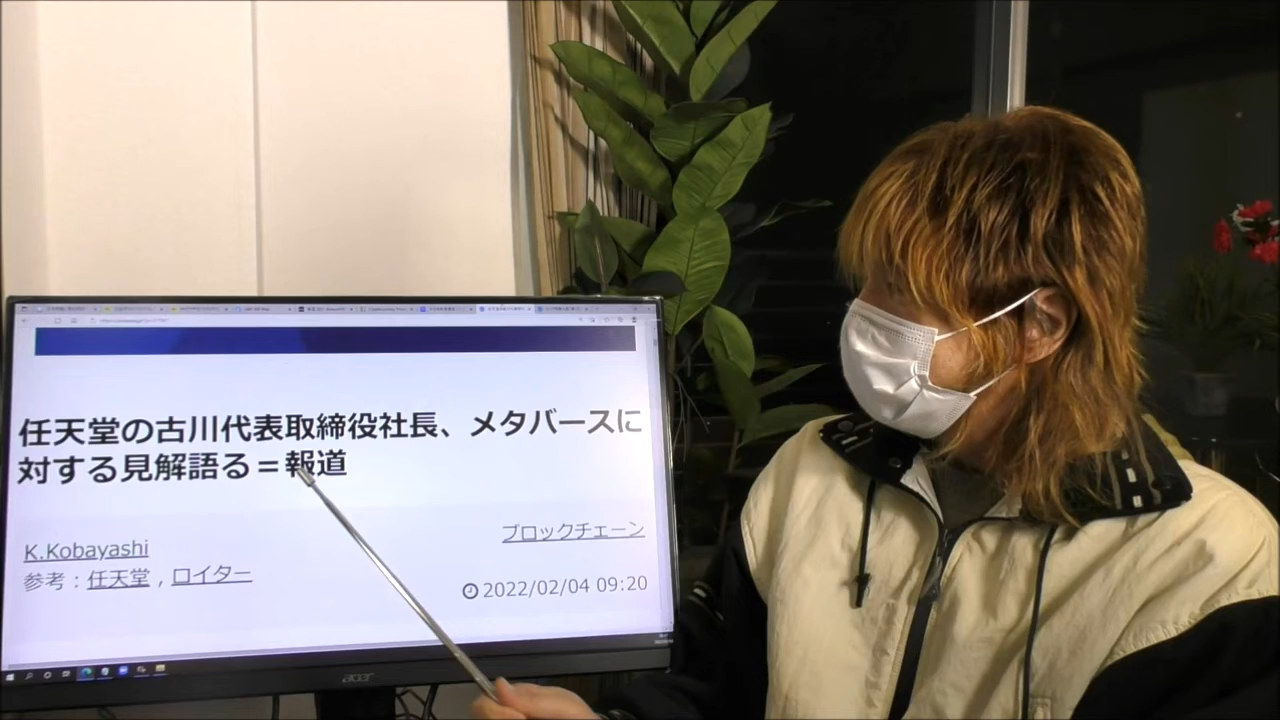 任天堂の古川代表取締役社長、メタバースに
対する見解語る＝報道
ブロックチェーン
K.Kobayashi
参考：任天堂，ロイター
2022/02/04 09:20
acer